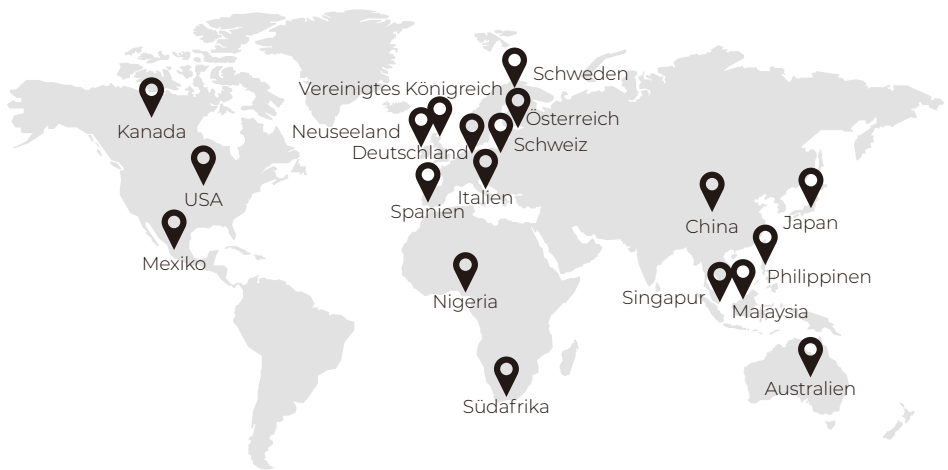 Schweden
Vereinigtes Königreich
Österreich
Kanada
Neuseeland
Schweiz
Deutschland
USA
Italien
Spanien
China
Japan
Mexiko
Philippinen
Nigeria
Singapur
Malaysia
Australien
Südafrika